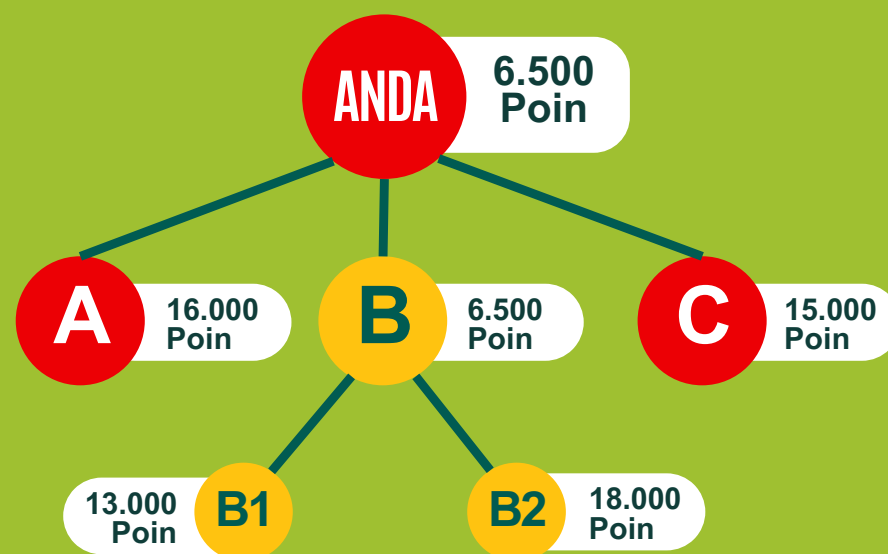 ANDA
6.500
Poin
A
16.000
Poin
B
6.500
Poin
C
15.000
Poin
13.000
Poin
B1
B2
18.000
Poin